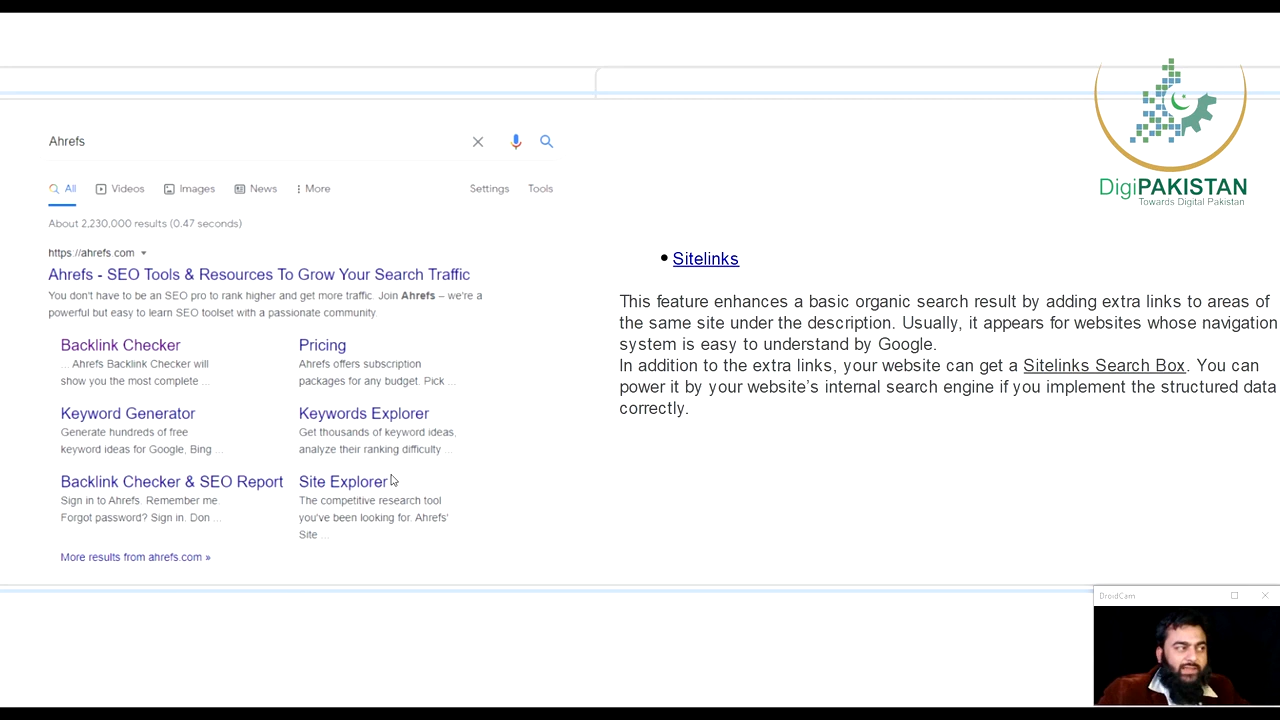 Ahrefs
All Videos Images News More Settings Tools
About 2,230,000 results (0.47 seconds)
https://ahrefs.com
Ahrefs - SEO Tools & Resources To Grow Your Search Traffic
You don't have to be an SEO pro to rank higher and get more traffic. Join Ahrefs – we're a
powerful but easy to learn SEO toolset with a passionate community.
Backlink Checker
... Ahrefs Backlink Checker will
show you the most complete ...
Pricing
Ahrefs offers subscription
packages for any budget. Pick ...
Keyword Generator
Generate hundreds of free
keyword ideas for Google, Bing ...
Keywords Explorer
Get thousands of keyword ideas,
analyze their ranking difficulty ...
Backlink Checker & SEO Report
Sign in to Ahrefs. Remember me.
Forgot password? Sign in. Don ...
Site Explorer
The competitive research tool
you've been looking for. Ahrefs'
Site ...
More results from ahrefs.com »
DigiPAKISTAN
Towards Digital Pakistan
• Sitelinks
This feature enhances a basic organic search result by adding extra links to areas of
the same site under the description. Usually, it appears for websites whose navigation
system is easy to understand by Google.
In addition to the extra links, your website can get a Sitelinks Search Box. You can
power it by your website’s internal search engine if you implement the structured data
correctly.
DroidCam